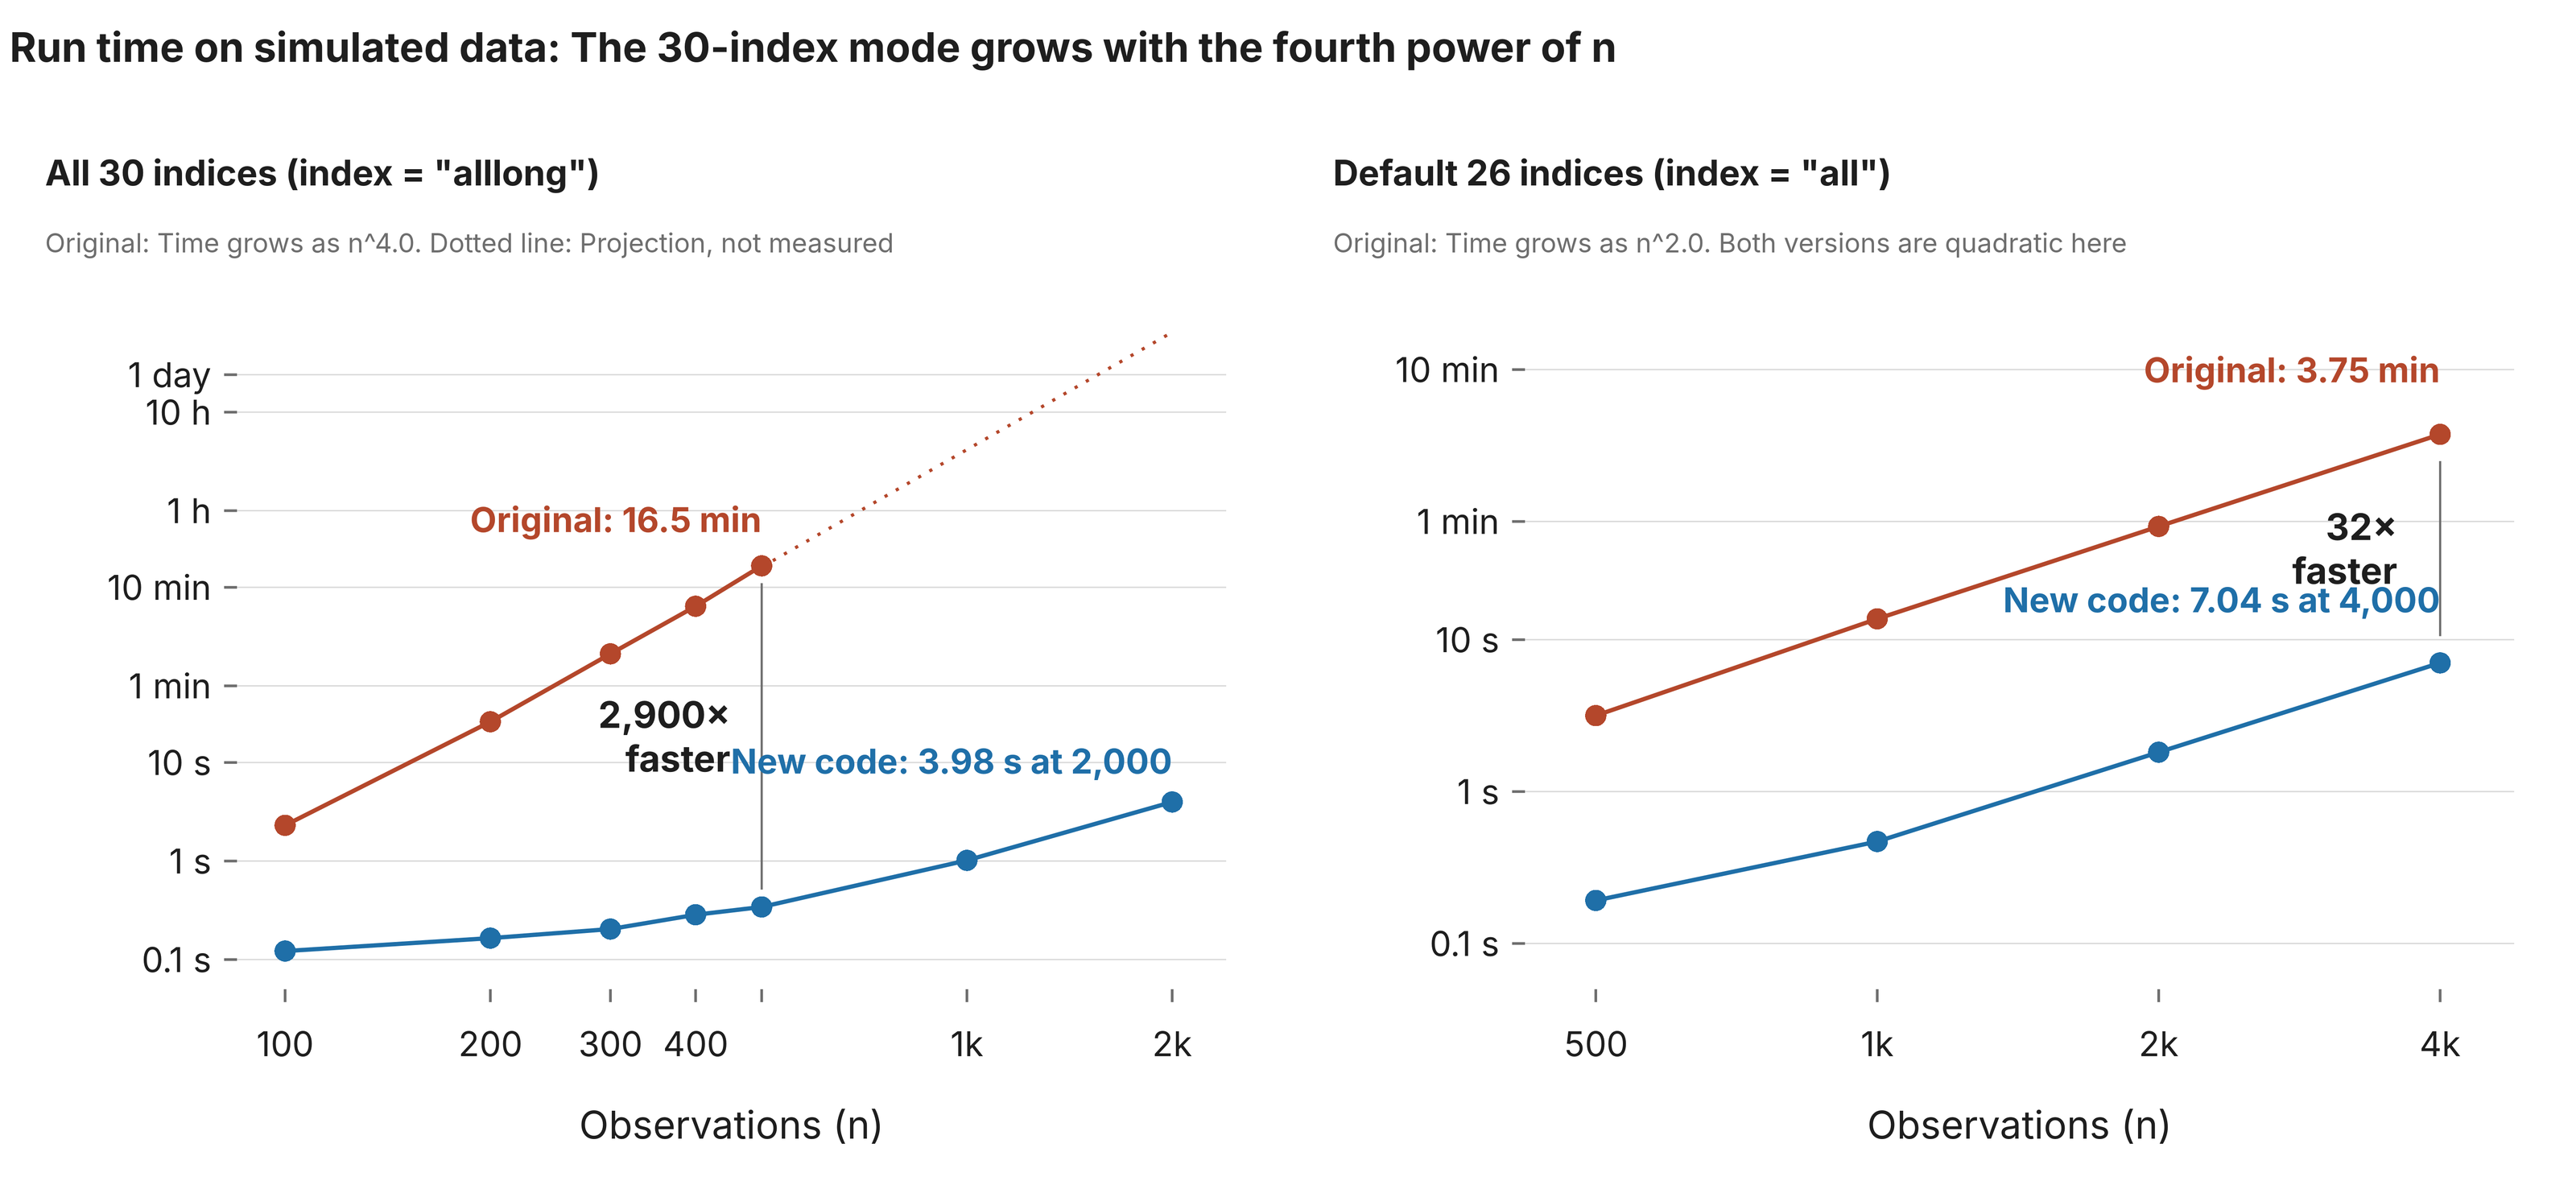 Run time on simulated data: The 30-index mode grows with the fourth power of n
All 30 indices (index = "alllong")
Original: Time grows as n^4.0. Dotted line: Projection, not measured
1 day
10 h
1 h
10 min
1 min
10 s
1 s
0.1 s
Original: 16.5 min
2,900×
faster
New code: 3.98 s at 2,000
100 200 300 400 1k 2k
Observations (n)
Default 26 indices (index = "all")
Original: Time grows as n^2.0. Both versions are quadratic here
10 min
1 min
10 s
1 s
0.1 s
Original: 3.75 min
32×
faster
New code: 7.04 s at 4,000
500 1k 2k 4k
Observations (n)